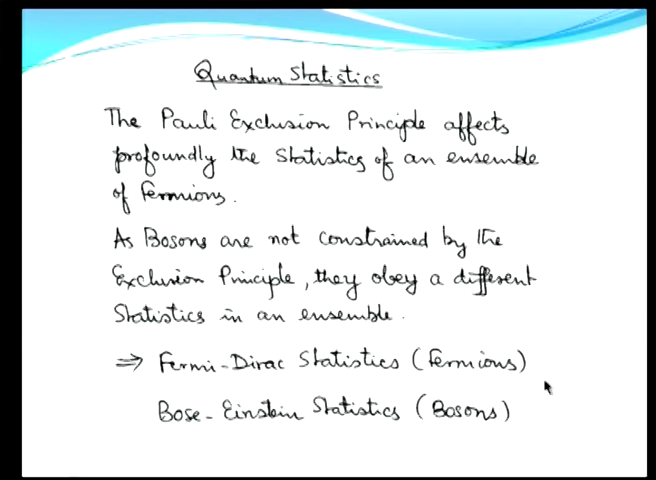 Quantum Statistics
The Pauli Exclusion Principle affects
profoundly the Statistics of an ensemble
of Fermions.
As Bosons are not constrained by the
Exclusion Principle, they obey a different
Statistics in an ensemble.
⇒ Fermi-Dirac Statistics (Fermions)
Bose-Einstein Statistics (Bosons)